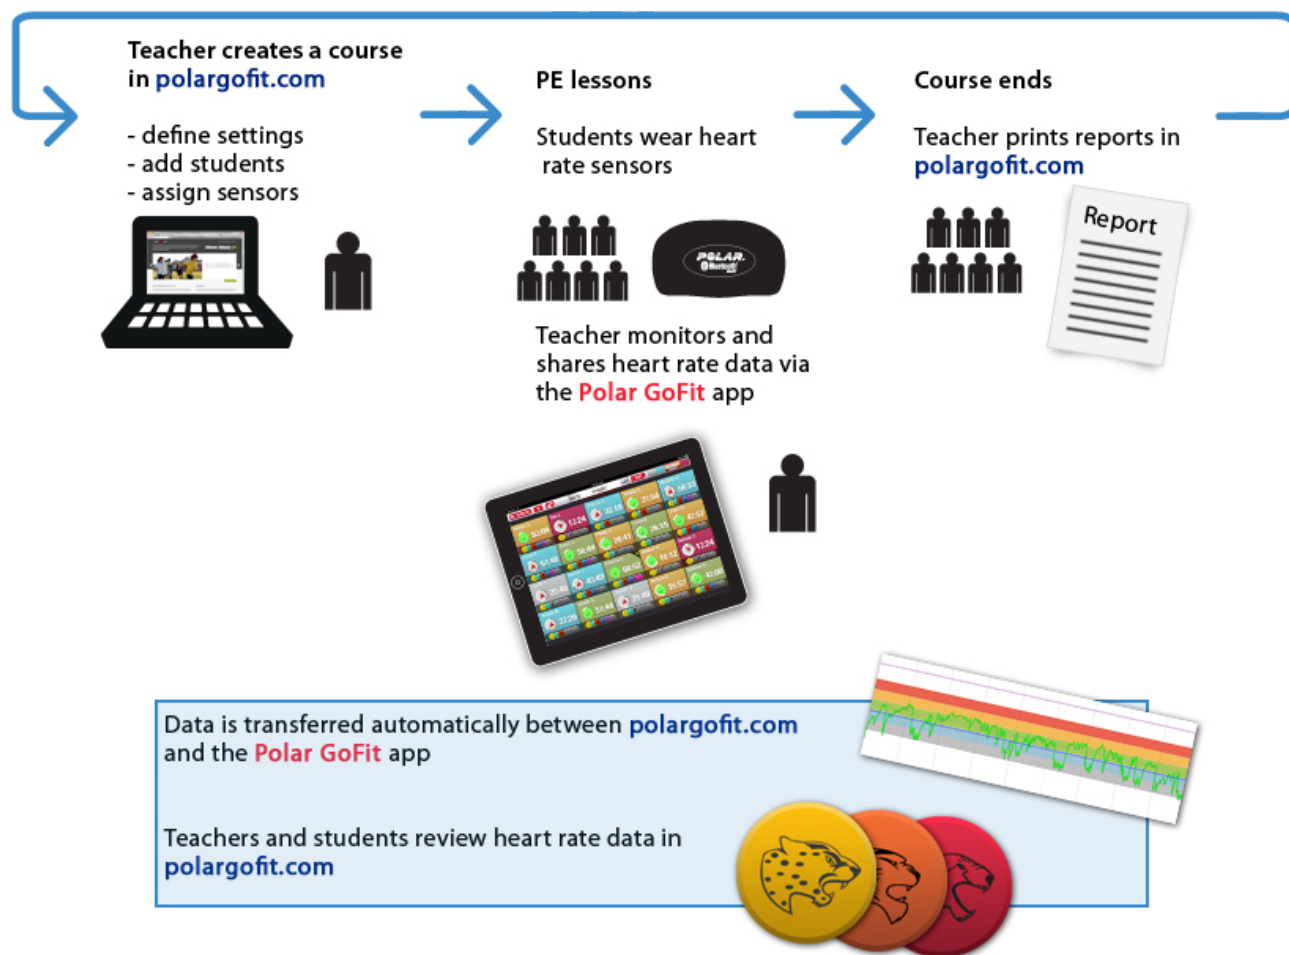 Teacher creates a course
in polargofit.com
- define settings
- add students
- assign sensors
PE lessons
Students wear heart
rate sensors
POLAR
Bluetooth
Teacher monitors and
shares heart rate data via
the Polar GoFit app
Course ends
Teacher prints reports in
polargofit.com
Report
Data is transferred automatically between polargofit.com
and the Polar GoFit app
Teachers and students review heart rate data in
polargofit.com